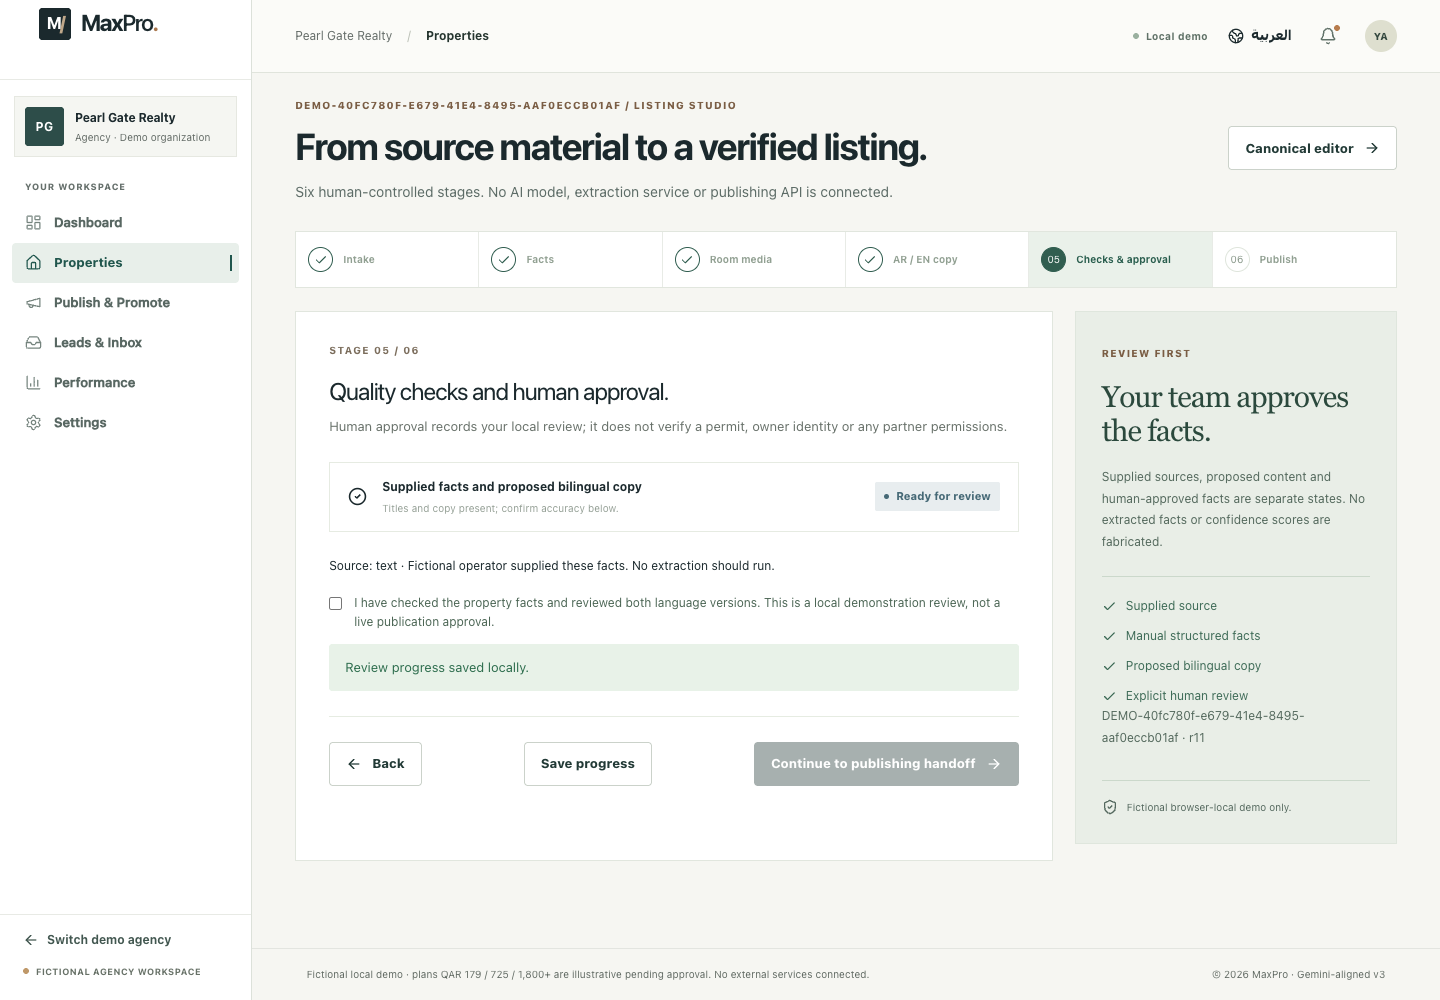 M/ MaxPro.
PG
Pearl Gate Realty
Agency · Demo organization
YOUR WORKSPACE
Dashboard
Properties
Publish & Promote
Leads & Inbox
Performance
Settings
Switch demo agency
FICTIONAL AGENCY WORKSPACE
Pearl Gate Realty / Properties
Local demo
العربية
YA
DEMO-40FC780F-E679-41E4-8495-AAF0ECCB01AF / LISTING STUDIO
From source material to a verified listing.
Six human-controlled stages. No AI model, extraction service or publishing API is connected.
Canonical editor
Intake
Facts
Room media
AR / EN copy
05 Checks & approval
06 Publish
STAGE 05 / 06
Quality checks and human approval.
Human approval records your local review; it does not verify a permit, owner identity or any partner permissions.
Supplied facts and proposed bilingual copy
Titles and copy present; confirm accuracy below.
Ready for review
Source: text · Fictional operator supplied these facts. No extraction should run.
I have checked the property facts and reviewed both language versions. This is a local demonstration review, not a
live publication approval.
Review progress saved locally.
Back
Save progress
Continue to publishing handoff
REVIEW FIRST
Your team approves
the facts.
Supplied sources, proposed content and
human-approved facts are separate states. No
extracted facts or confidence scores are
fabricated.
Supplied source
Manual structured facts
Proposed bilingual copy
Explicit human review
DEMO-40fc780f-e679-41e4-8495-
aaf0eccb01af · r11
Fictional browser-local demo only.
Fictional local demo · plans QAR 179 / 725 / 1,800+ are illustrative pending approval. No external services connected.
© 2026 MaxPro · Gemini-aligned v3